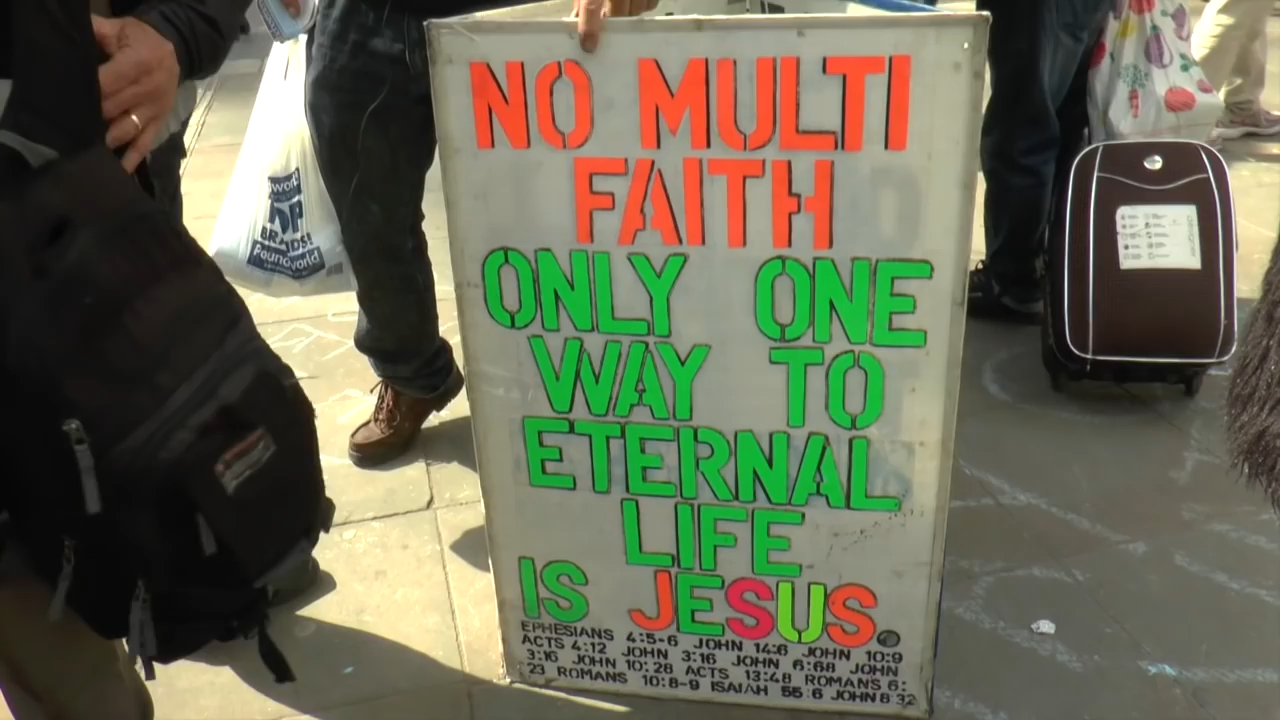 NO MULTI
FAITH
ONLY ONE
WAY TO
ETERNAL
LIFE
IS JESUS.
EPHESIANS 4:5-6 JOHN 14:6 JOHN 10:9
ACTS 4:12 JOHN 3:16 JOHN 6:68 JOHN
3:16 JOHN 10:28 ACTS 13:48 ROMANS 6:
23 ROMANS 10:8-9 ISAIAH 55:6 JOHN 8:32
BRANDS!